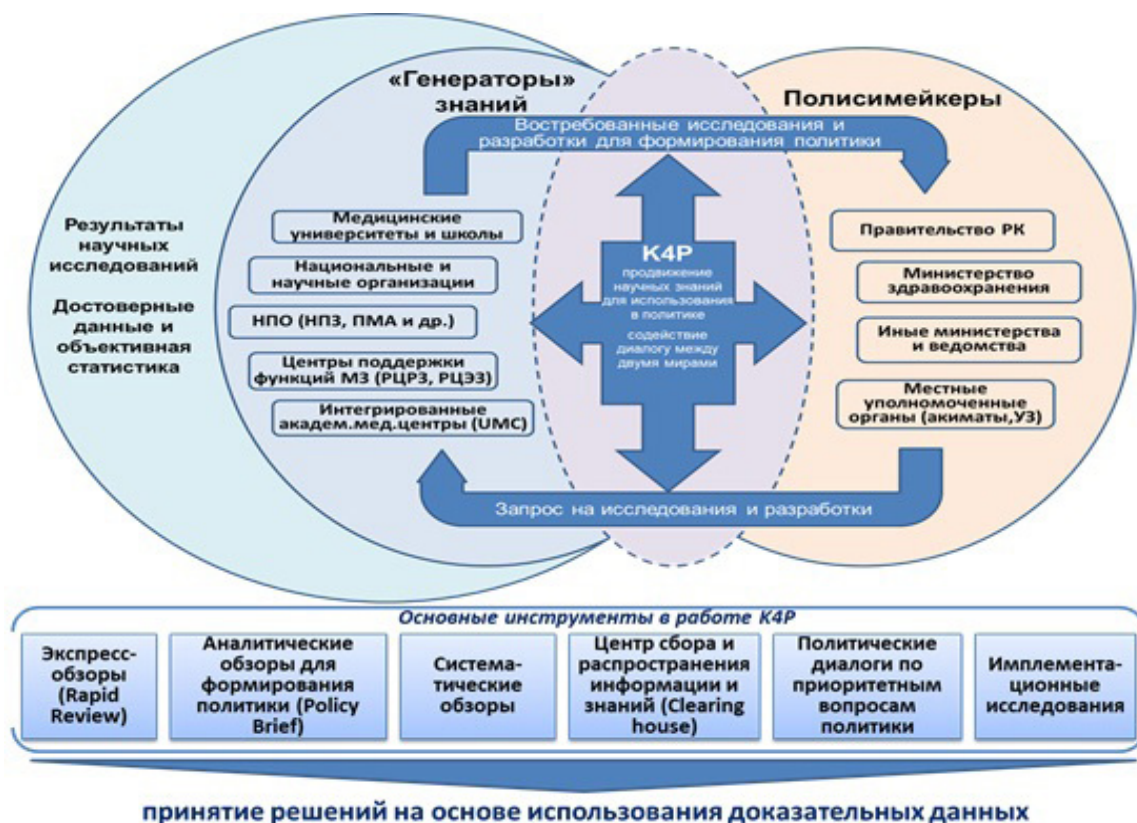 «Генераторы»
знаний
Полисимейкеры
Востребованные исследования и
разработки для формирования политики
Результаты
научных
исследований
Достоверные
данные и
объективная
статистика
Медицинские
университеты и школы
Национальные и
научные организации
НПО (НПЗ, ПМА и др.)
Центры поддержки
функций МЗ (РЦРЗ, РЦЭЗ)
Интегрированные
академ.мед.центры (UMC)
K4P
продвижение
научных знаний
для использования
в политике
содействие
диалогу между
двумя мирами
Правительство РК
Министерство
здравоохранения
Иные министерства
и ведомства
Местные
уполномоченные
органы (акиматы,УЗ)
Запрос на исследования и разработки
Основные инструменты в работе K4P
Экспресс-
обзоры
(Rapid
Review)
Аналитические
обзоры для
формирования
политики (Policy
Brief)
Система-
тические
обзоры
Центр сбора и
распространения
информации и
знаний (Clearing
house)
Политические
диалоги по
приоритетным
вопросам
политики
Имплемента-
ционные
исследования
принятие решений на основе использования доказательных данных